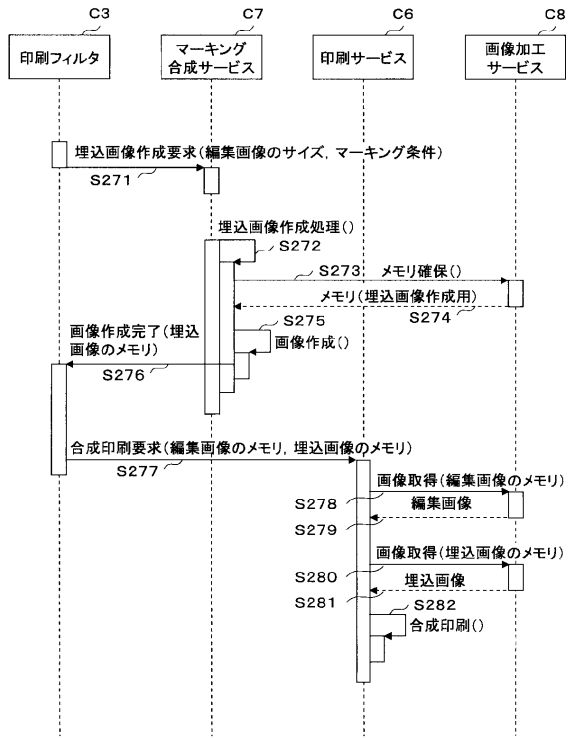 C3
C7
C6
C8
印刷フィルタ
マーキング
合成サービス
印刷サービス
画像加工
サービス
埋込画像作成要求(編集画像のサイズ, マーキング条件)
S271
埋込画像作成処理()
S272
S273
メモリ確保()
メモリ(埋込画像作成用)
S274
S275
画像作成()
画像作成完了(埋込
画像のメモリ)
S276
合成印刷要求(編集画像のメモリ, 埋込画像のメモリ)
S277
画像取得(編集画像のメモリ)
S278
編集画像
S279
画像取得(埋込画像のメモリ)
S280
埋込画像
S281
S282
合成印刷()